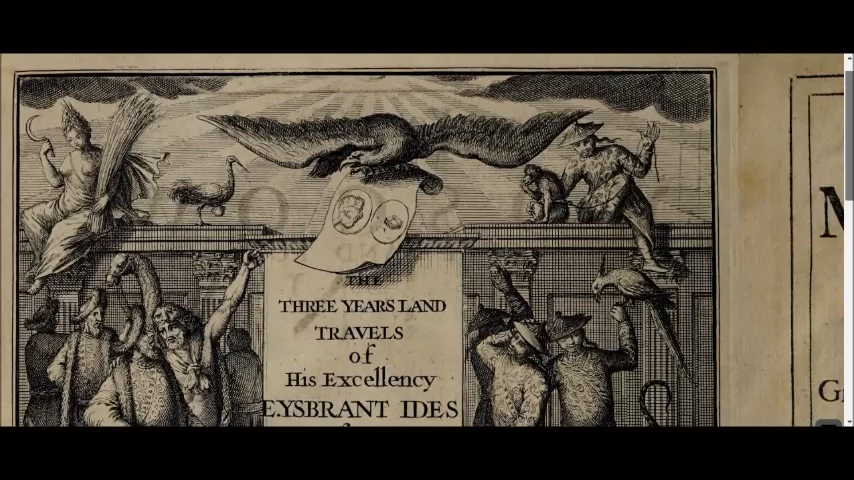 THE
THREE YEARS LAND
TRAVELS
of
His Excellency
E.YSBRANT IDES